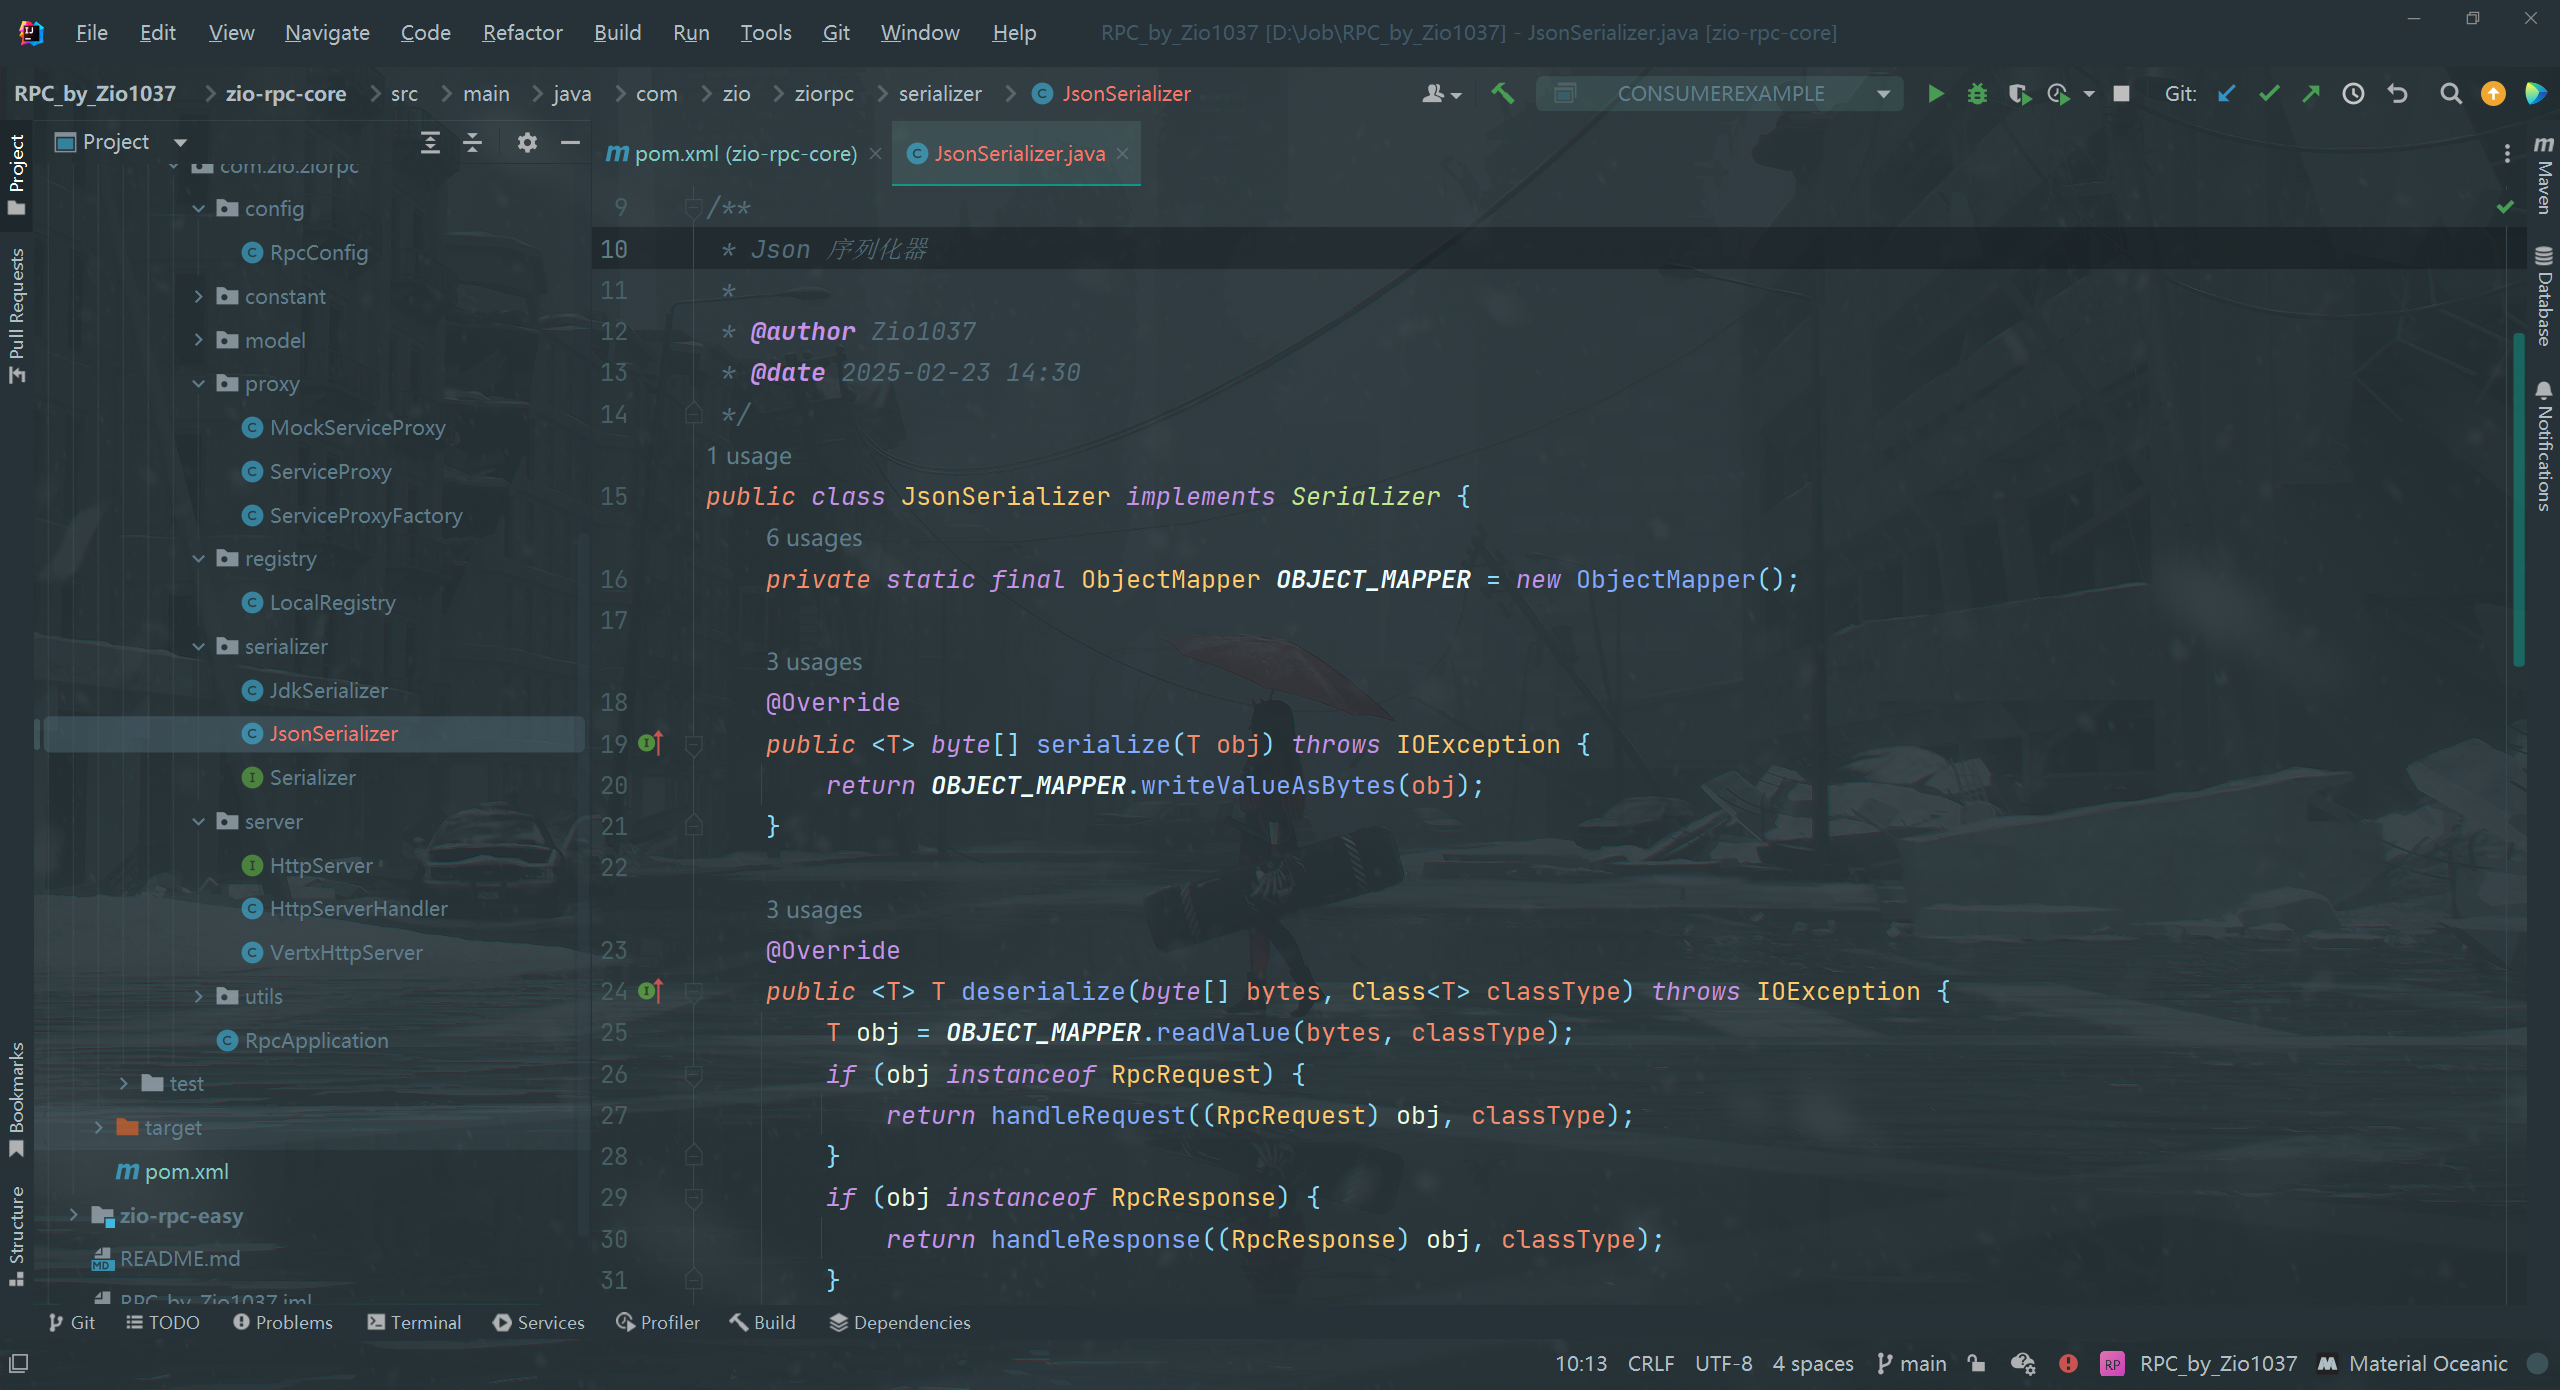 File Edit View Navigate Code Refactor Build Run Tools Git Window Help RPC_by_Zio1037 [D:\Job\RPC_by_Zio1037] - JsonSerializer.java [zio-rpc-core]
RPC_by_Zio1037 zio-rpc-core src main java com zio ziorpc serializer JsonSerializer CONSUMEREXAMPLE Git:
Project
pom.xml (zio-rpc-core) JsonSerializer.java
Project
Pull Requests
Bookmarks
Structure
com.zio.ziorpc
config
RpcConfig
constant
model
proxy
MockServiceProxy
ServiceProxy
ServiceProxyFactory
registry
LocalRegistry
serializer
JdkSerializer
JsonSerializer
Serializer
server
HttpServer
HttpServerHandler
VertxHttpServer
utils
RpcApplication
test
target
pom.xml
zio-rpc-easy
README.md
RPC_by_Zio1037.iml
9 /**
10 * Json 序列化器
11 *
12 * @author Zio1037
13 * @date 2025-02-23 14:30
14 */
1 usage
15 public class JsonSerializer implements Serializer {
6 usages
16 private static final ObjectMapper OBJECT_MAPPER = new ObjectMapper();
17
3 usages
18 @Override
19 public <T> byte[] serialize(T obj) throws IOException {
20 return OBJECT_MAPPER.writeValueAsBytes(obj);
21 }
22
3 usages
23 @Override
24 public <T> T deserialize(byte[] bytes, Class<T> classType) throws IOException {
25 T obj = OBJECT_MAPPER.readValue(bytes, classType);
26 if (obj instanceof RpcRequest) {
27 return handleRequest((RpcRequest) obj, classType);
28 }
29 if (obj instanceof RpcResponse) {
30 return handleResponse((RpcResponse) obj, classType);
31 }
Maven
Database
Notifications
Git TODO Problems Terminal Services Profiler Build Dependencies
10:13 CRLF UTF-8 4 spaces main RP RPC_by_Zio1037 Material Oceanic